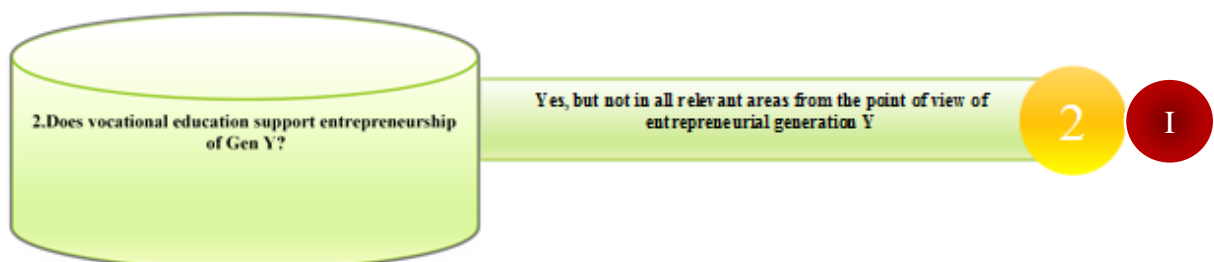 2.Does vocational education support entrepreneurship
of Gen Y?
Yes, but not in all relevant areas from the point of view of
entrepreneurial generation Y
2
I